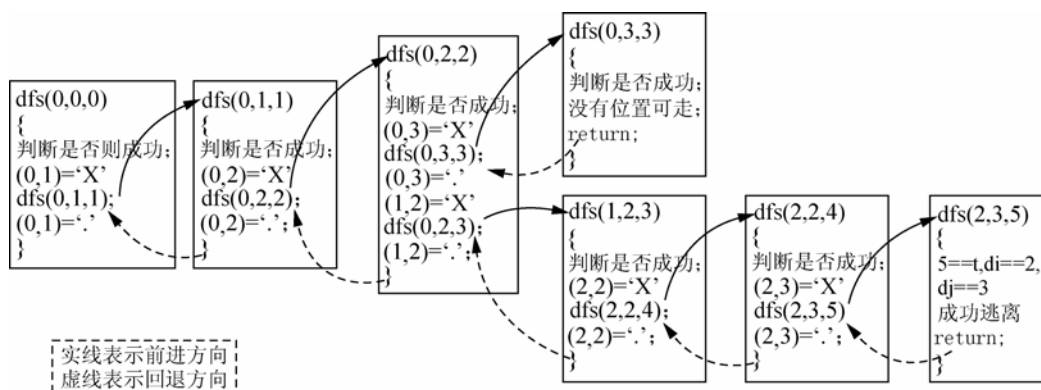 dfs(0,0,0)
{
判断是否则成功;
(0,1)=‘X’
dfs(0,1,1);
(0,1)=‘.’
}
dfs(0,1,1)
{
判断是否成功;
(0,2)=‘X’
dfs(0,2,2);
(0,2)=‘.’;
}
dfs(0,2,2)
{
判断是否成功;
(0,3)=‘X’
dfs(0,3,3);
(0,3)=‘.’
(1,2)=‘X’
dfs(0,2,3);
(1,2)=‘.’;
}
dfs(0,3,3)
{
判断是否成功;
没有位置可走;
return;
}
dfs(1,2,3)
{
判断是否成功;
(2,2)=‘X’
dfs(2,2,4);
(2,2)=‘.’;
}
dfs(2,2,4)
{
判断是否成功;
(2,3)=‘X’
dfs(2,3,5)
(2,3)=‘.’;
}
dfs(2,3,5)
{
5==t,di==2,
dj==3
成功逃离
return;
}
实线表示前进方向
虚线表示回退方向